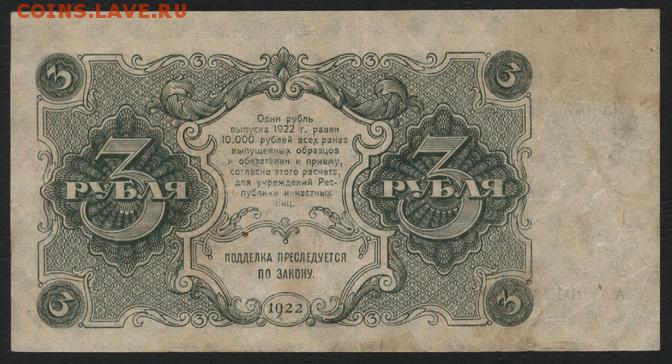 COINS.LAVE.RU
3
3
Один рубль
выпуска 1922 г. равен
10.000 рублей всех ранее
выпущенных образцов
и обязателен к приему,
согласно этого расчета,
для учреждений Рес-
публики и частных
лиц.
3
РУБЛЯ
3
РУБЛЯ
ПОДДЕЛКА ПРЕСЛЕДУЕТСЯ
ПО ЗАКОНУ.
3
1922
3